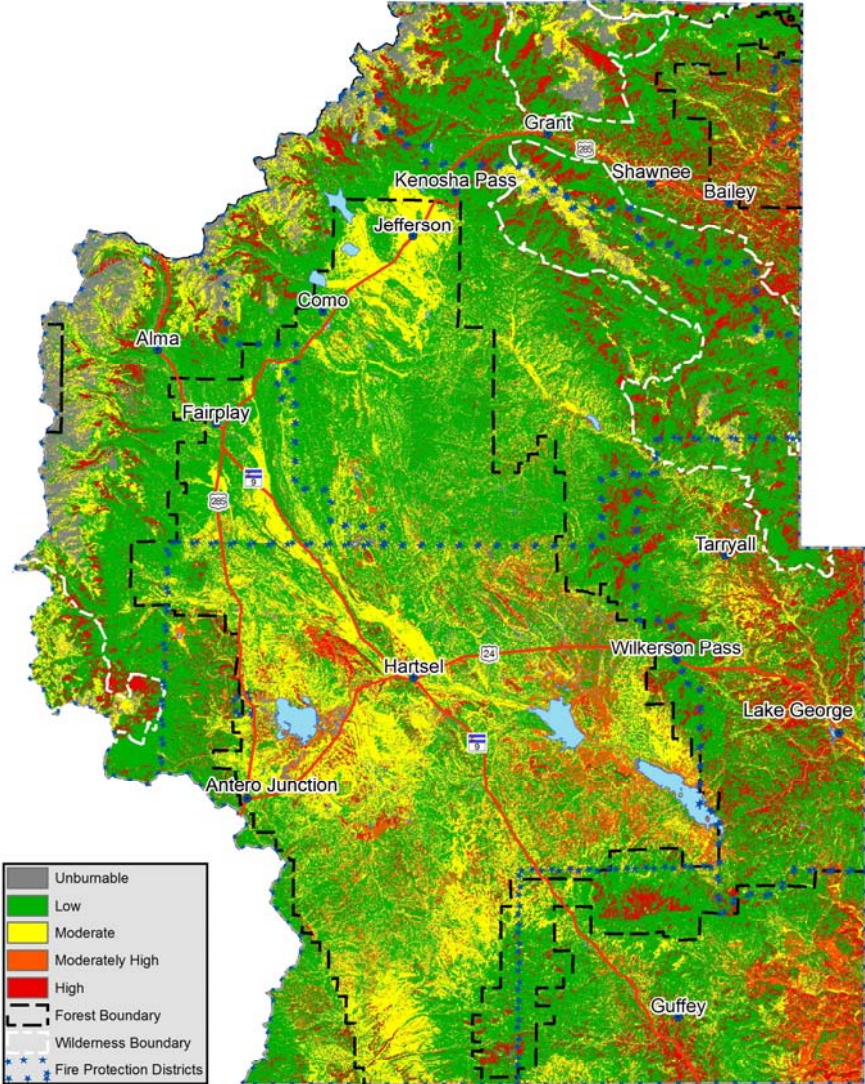 Grant
285
Shawnee
Kenosha Pass
Bailey
Jefferson
Como
Alma
Fairplay
9
285
Tarryall
24
Wilkerson Pass
Hartsel
Lake George
9
Antero Junction
Unburnable
Low
Moderate
Moderately High
High
Forest Boundary
Wilderness Boundary
Fire Protection Districts
Guffey